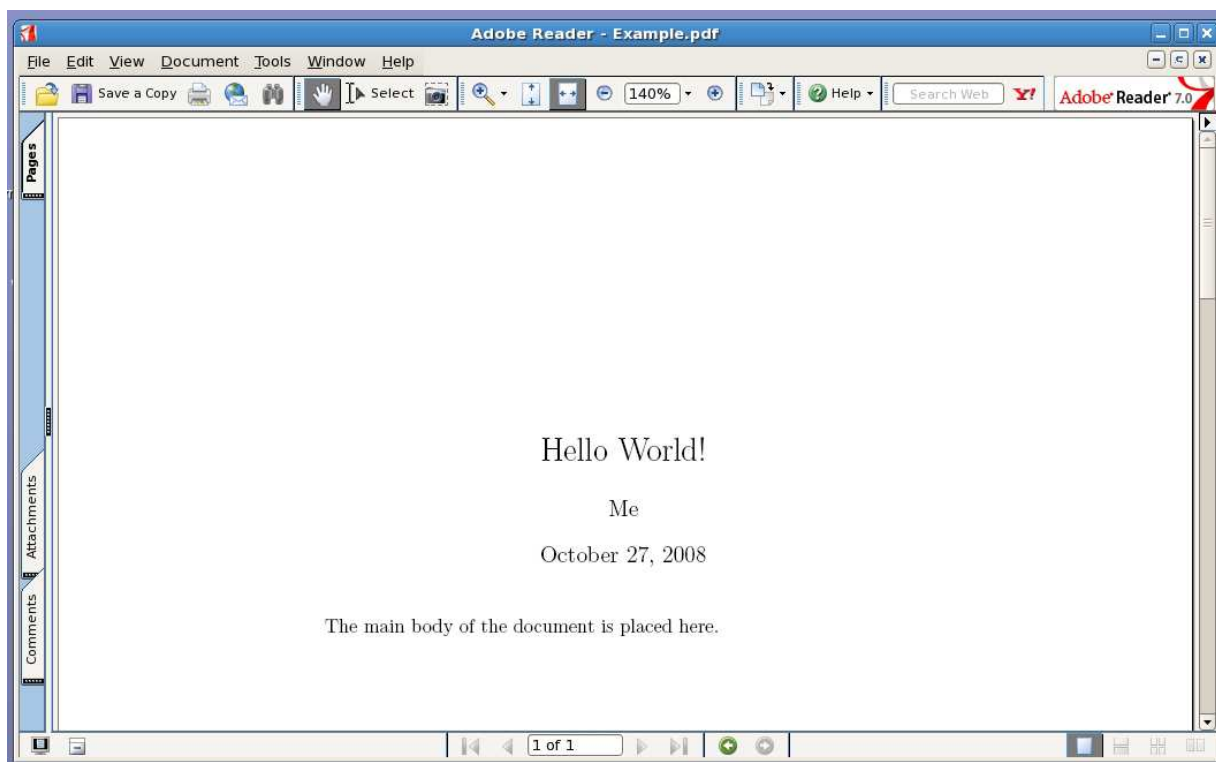 Adobe Reader - Example.pdf
File Edit View Document Tools Window Help
Save a Copy Select 140% Help Search Web Y! Adobe Reader 7.0
Pages
Attachments
Comments
Hello World!
Me
October 27, 2008
The main body of the document is placed here.
1 of 1